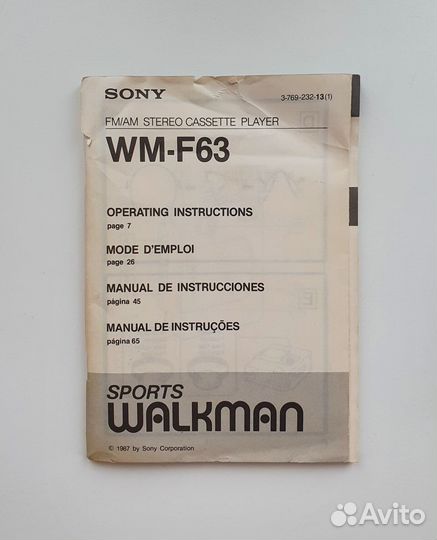 SONY
3-769-232-13(1)
FM/AM STEREO CASSETTE PLAYER
WM-F63
OPERATING INSTRUCTIONS
page 7
MODE D'EMPLOI
page 26
MANUAL DE INSTRUCCIONES
página 45
MANUAL DE INSTRUÇÕES
página 65
SPORTS
WALKMAN
© 1987 by Sony Corporation
Avito